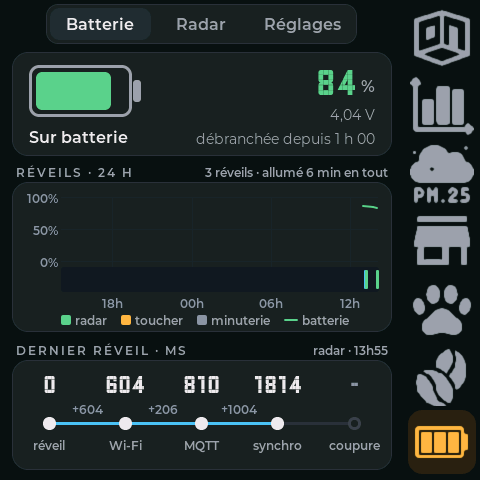 Batterie Radar Réglages
84 %
4,04 V
Sur batterie débranchée depuis 1 h 00
RÉVEILS · 24 H 3 réveils · allumé 6 min en tout
100%
50%
0%
18h 00h 06h 12h
radar toucher minuterie batterie
DERNIER RÉVEIL · MS radar · 13h55
0 604 810 1814 -
+604 +206 +1004
réveil Wi-Fi MQTT synchro coupure
PM.25